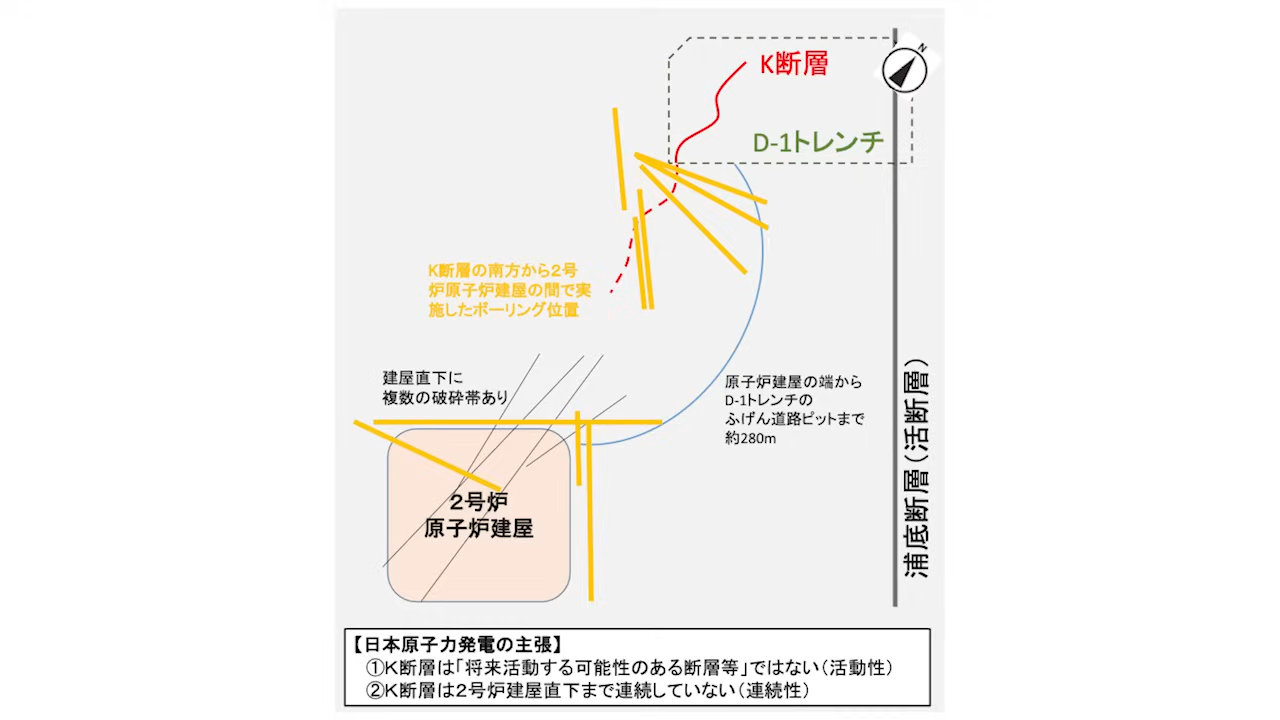 N
K断層
D-1トレンチ
K断層の南方から2号
炉原子炉建屋の間で実
施したボーリング位置
建屋直下に
複数の破砕帯あり
原子炉建屋の端から
D-1トレンチの
ふげん道路ピットまで
約280m
浦底断層(活断層)
2号炉
原子炉建屋
【日本原子力発電の主張】
①K断層は「将来活動する可能性のある断層等」ではない(活動性)
②K断層は2号炉建屋直下まで連続していない(連続性)